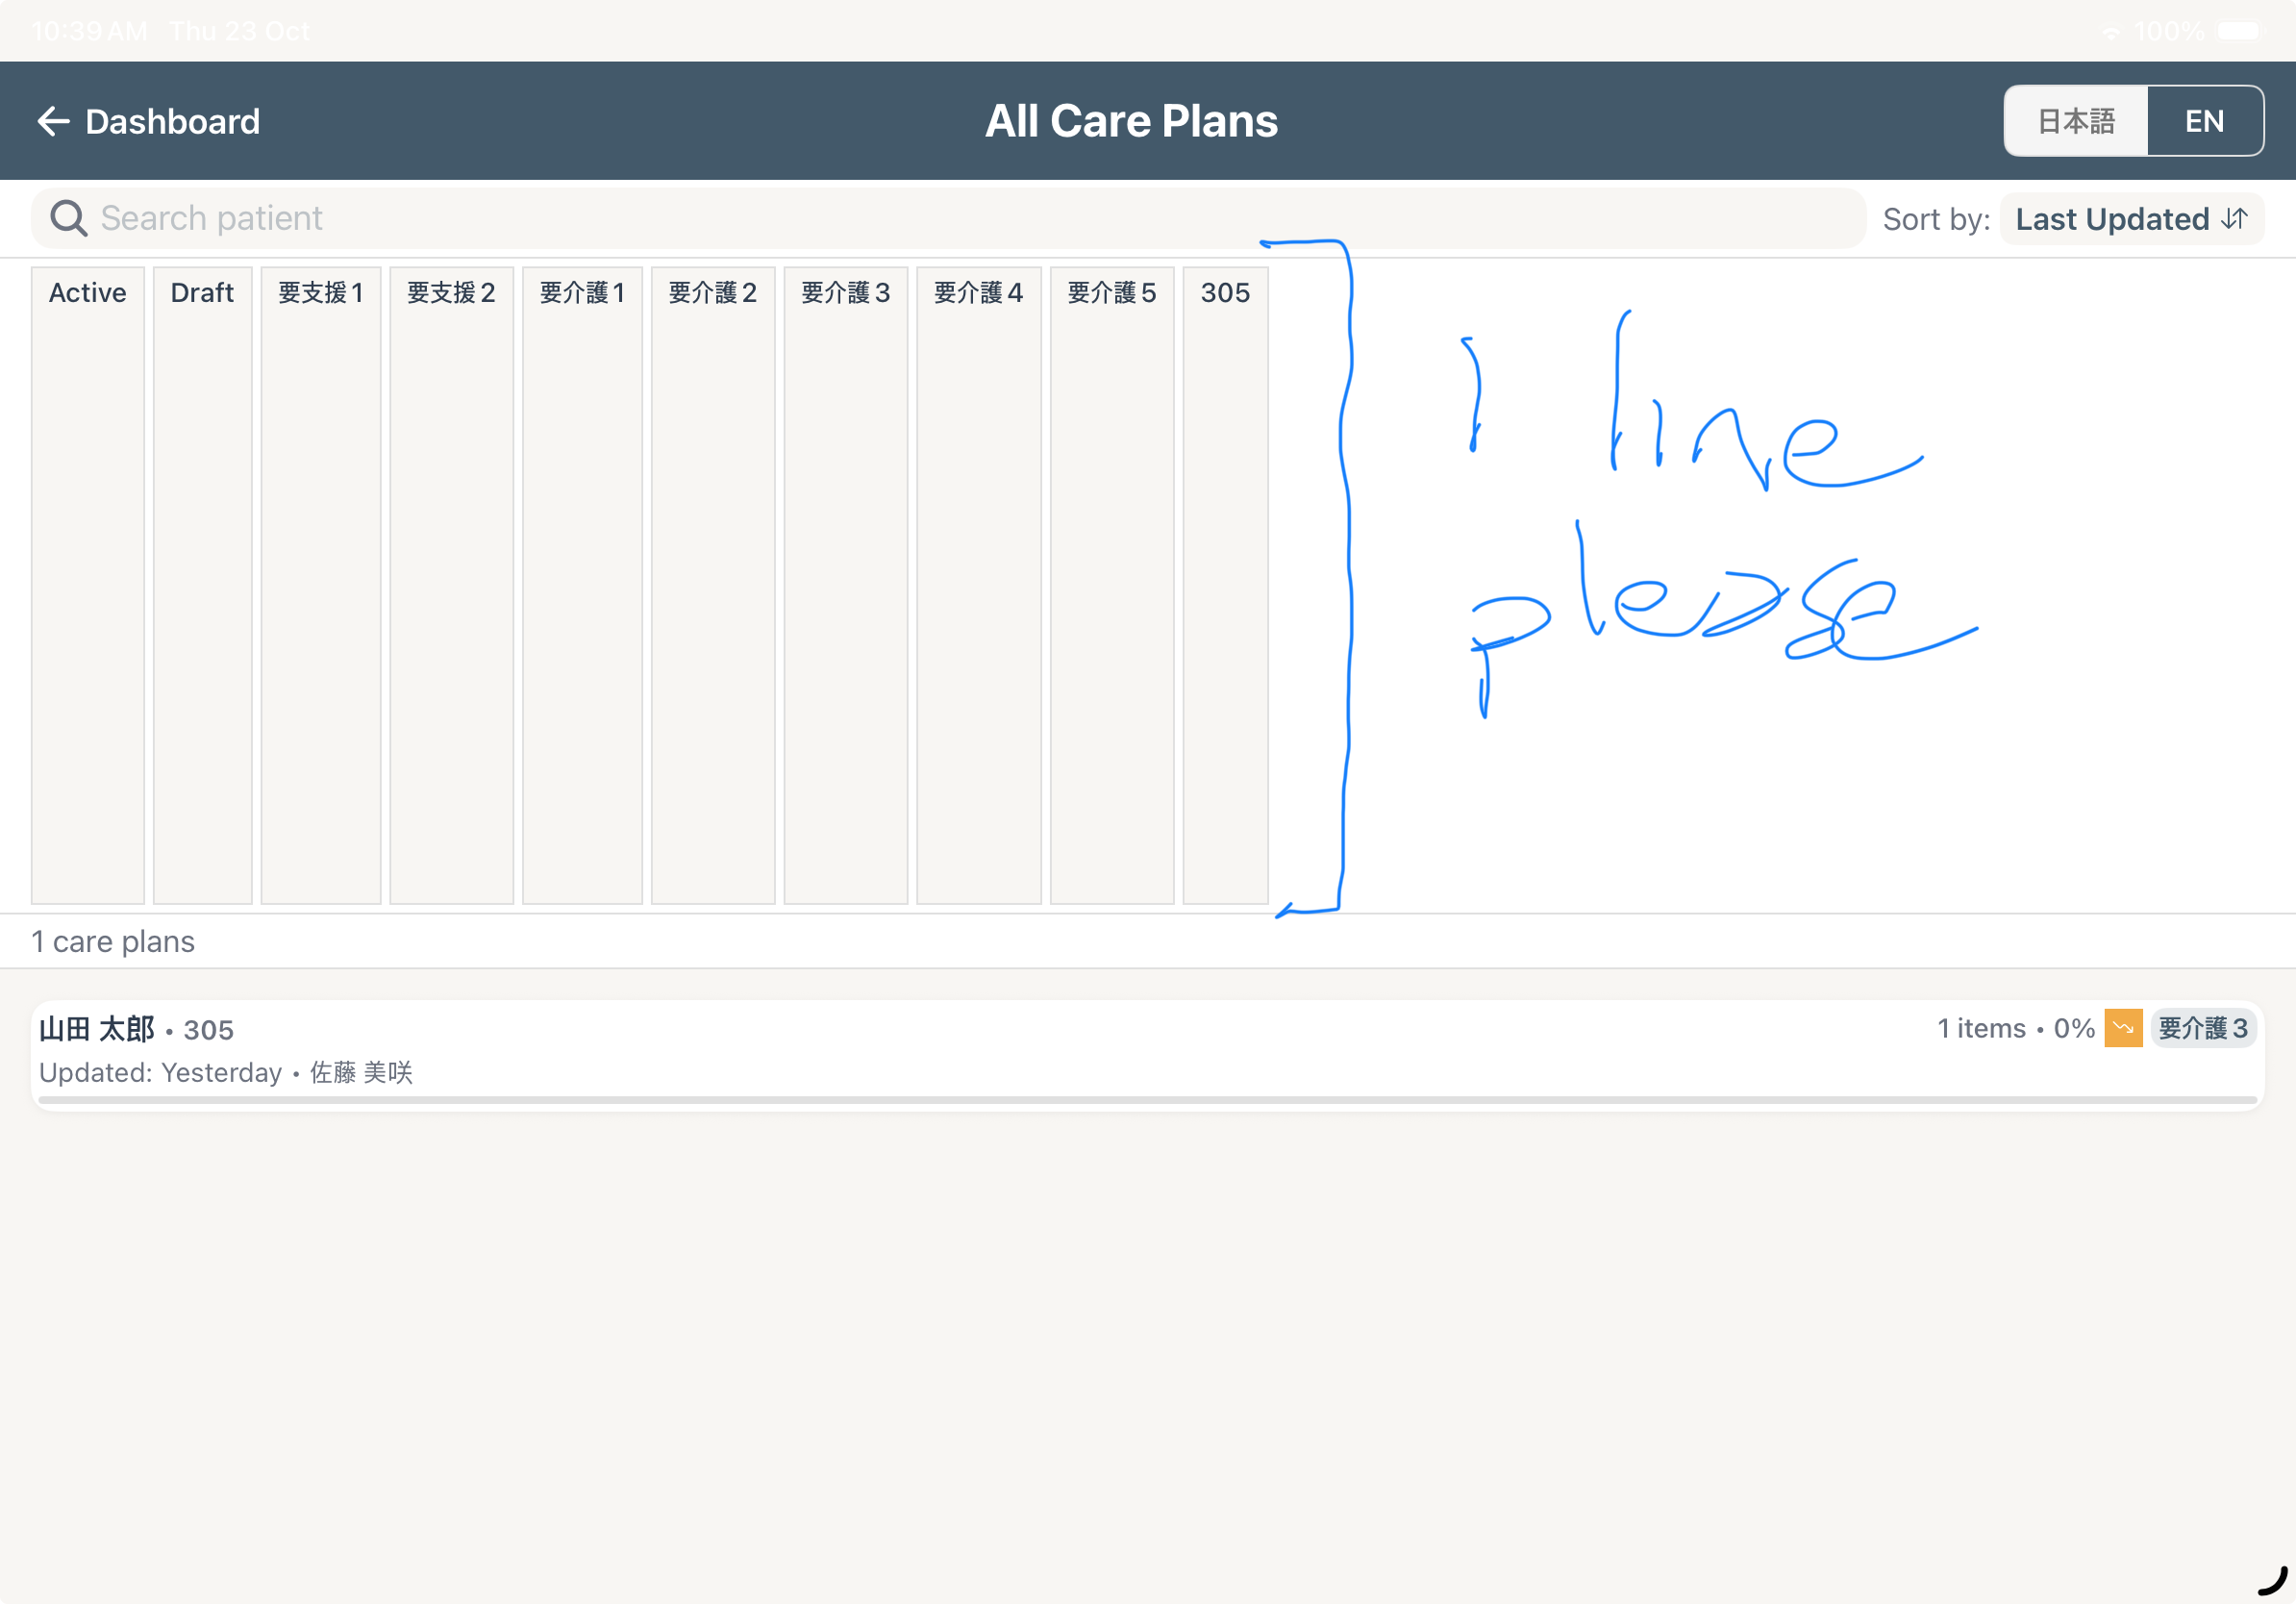 10:39 AM Thu 23 Oct 100%
← Dashboard All Care Plans 日本語 EN
Search patient Sort by: Last Updated
Active Draft 要支援1 要支援2 要介護1 要介護2 要介護3 要介護4 要介護5 305
1 line
please
1 care plans
山田 太郎 • 305 1 items • 0% 要介護3
Updated: Yesterday • 佐藤 美咲